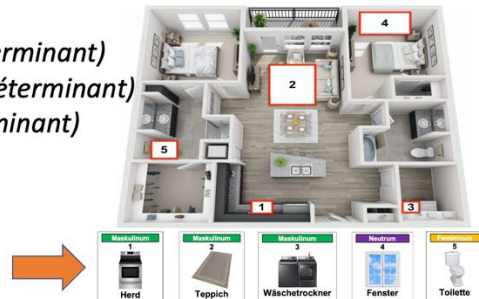 erminant)
éterminant)
minant)
4
2
5
1
3
Maskulinum
1
Herd
Maskulinum
2
Teppich
Maskulinum
3
Wäschetrockner
Neutrum
4
Fenster
Femininum
5
Toilette